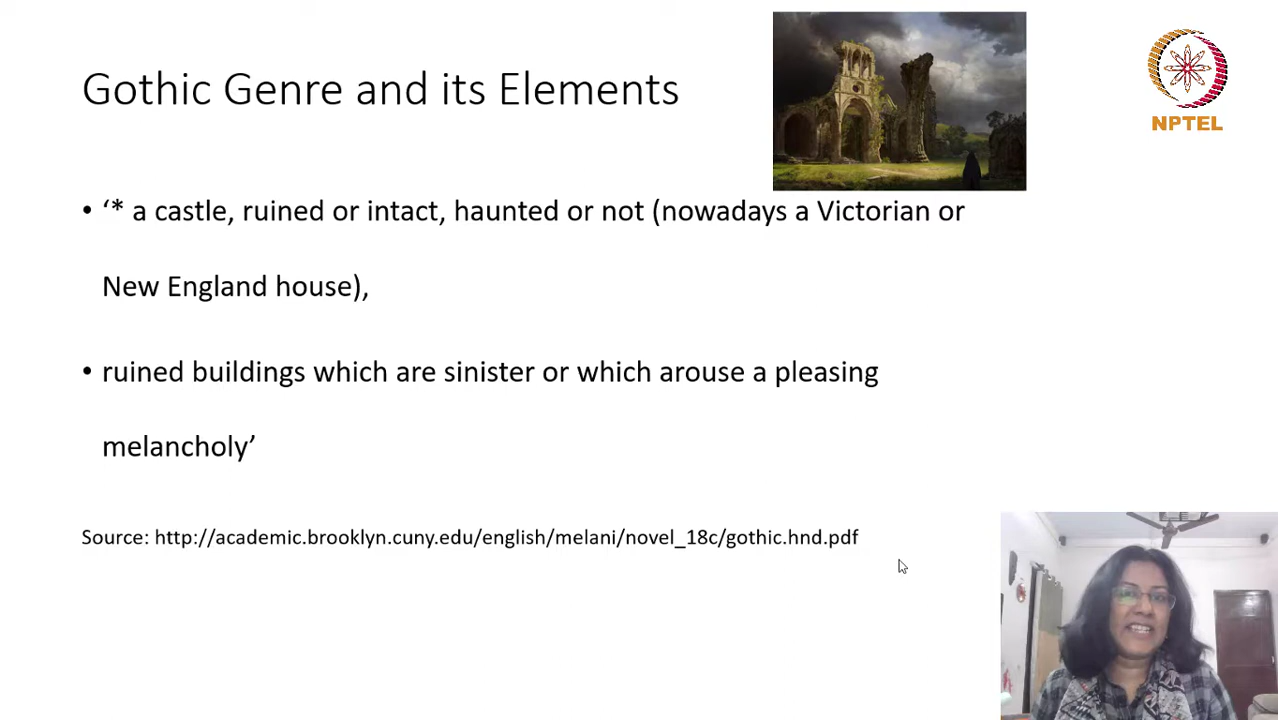 Gothic Genre and its Elements
NPTEL
• ‘* a castle, ruined or intact, haunted or not (nowadays a Victorian or
New England house),
• ruined buildings which are sinister or which arouse a pleasing
melancholy’
Source: http://academic.brooklyn.cuny.edu/english/melani/novel_18c/gothic.hnd.pdf